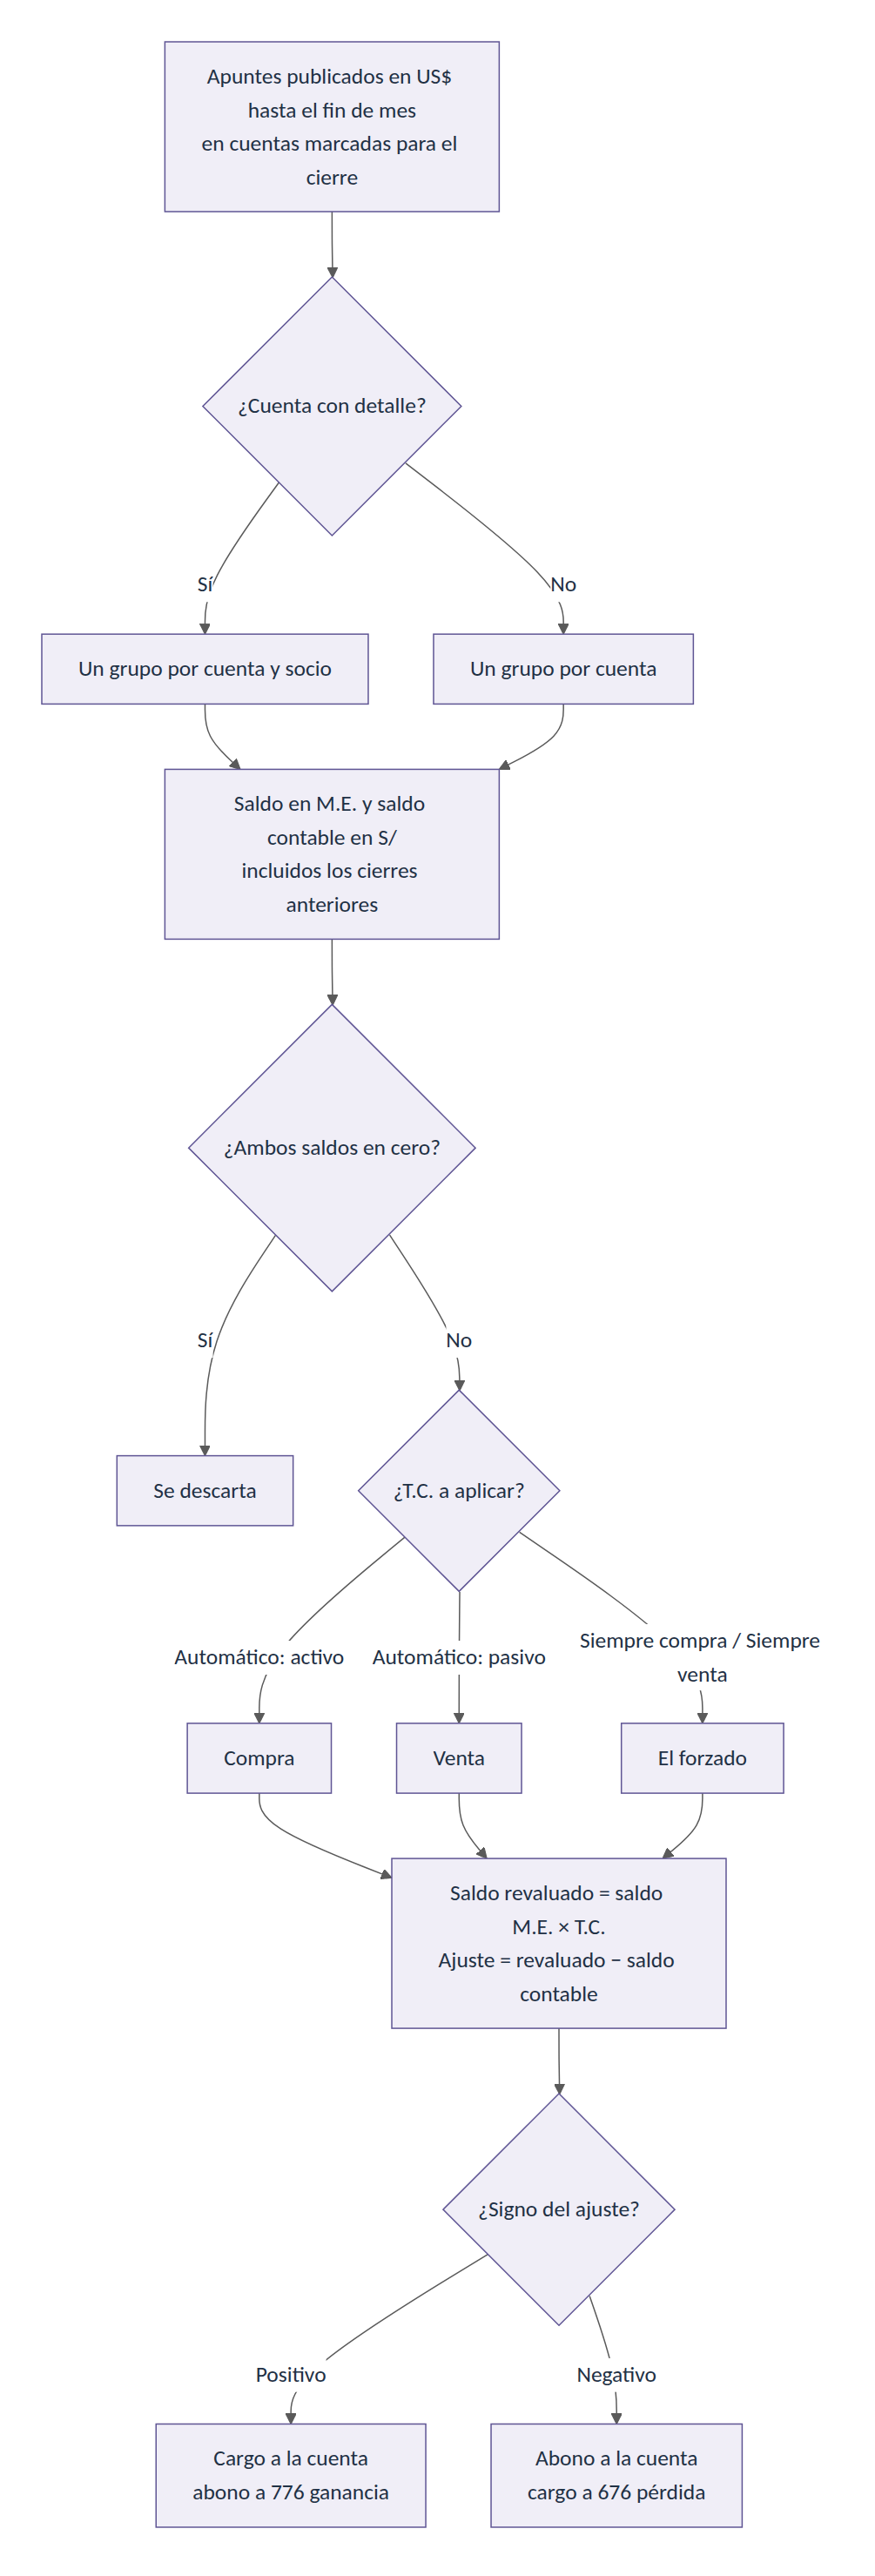 Apuntes publicados en US$
hasta el fin de mes
en cuentas marcadas para el
cierre
¿Cuenta con detalle?
Sí
No
Un grupo por cuenta y socio
Un grupo por cuenta
Saldo en M.E. y saldo
contable en S/
incluidos los cierres
anteriores
¿Ambos saldos en cero?
Sí
No
Se descarta
¿T.C. a aplicar?
Automático: activo
Automático: pasivo
Siempre compra / Siempre
venta
Compra
Venta
El forzado
Saldo revaluado = saldo
M.E. × T.C.
Ajuste = revaluado − saldo
contable
¿Signo del ajuste?
Positivo
Negativo
Cargo a la cuenta
abono a 776 ganancia
Abono a la cuenta
cargo a 676 pérdida